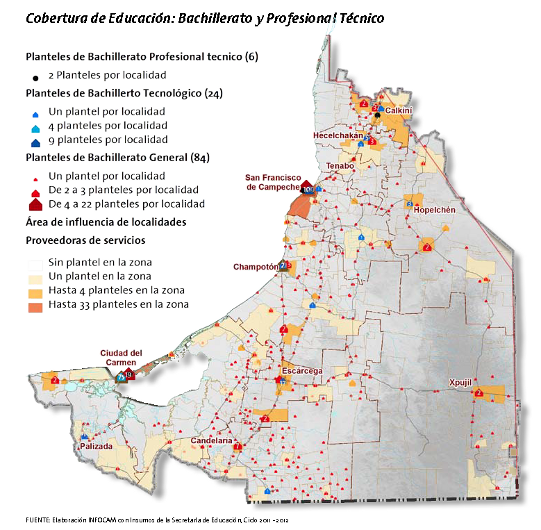 Cobertura de Educación: Bachillerato y Profesional Técnico
Planteles de Bachillerato Profesional tecnico (6)
2 Planteles por localidad
Planteles de Bachillerto Tecnológico (24)
Un plantel por localidad
4 planteles por localidad
9 planteles por localidad
Planteles de Bachillerato General (84)
Un plantel por localidad
De 2 a 3 planteles por localidad
De 4 a 22 planteles por localidad
Área de influencia de localidades
Proveedoras de servicios
Sin plantel en la zona
Un plantel en la zona
Hasta 4 planteles en la zona
Hasta 33 planteles en la zona
Calkiní
Hecelchakán
Tenabo
San Francisco
de Campeche
Hopelchén
Champotón
Ciudad del
Carmen
Escárcega
Xpujil
Candelaria
Palizada
FUENTE: Elaboración INFOCAM con insumos de la Secretaría de Educación, Ciclo 2011 -2012